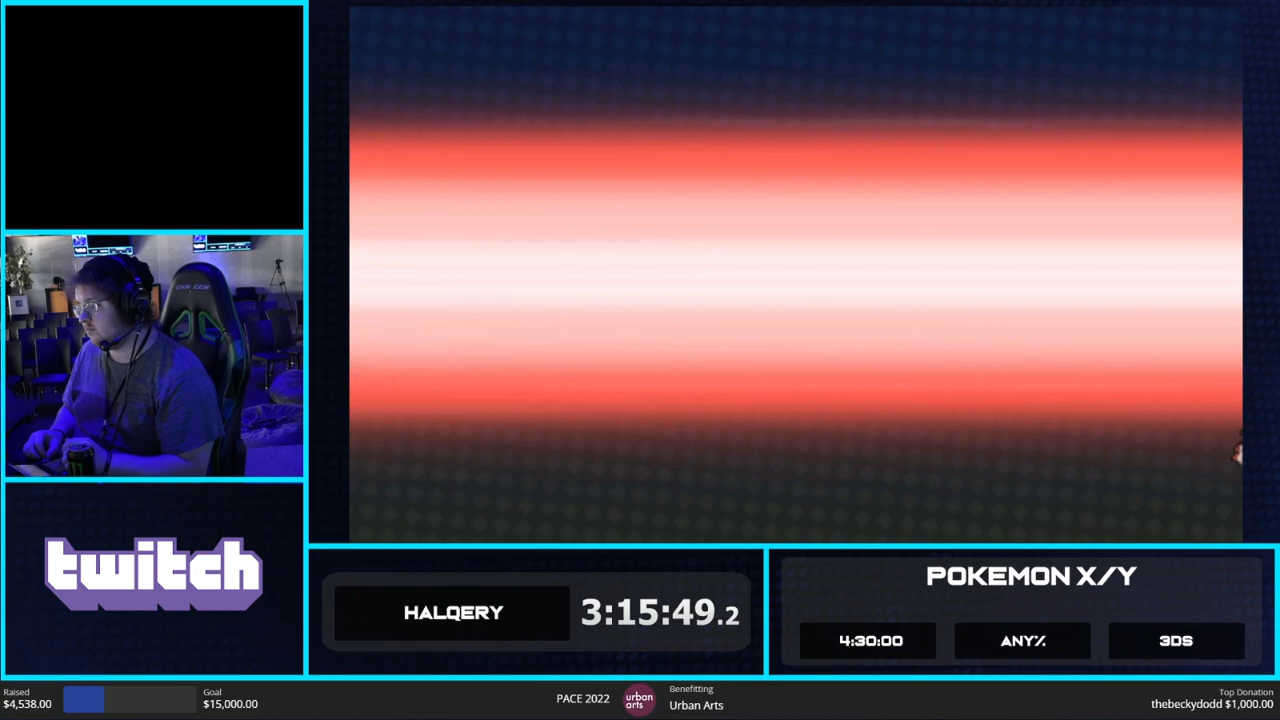 twitch
HALQERY
3:15:49.2
POKEMON X/Y
4:30:00
ANY%
3DS
Raised
$4,538.00
Goal
$15,000.00
PACE 2022
urban
arts
Benefitting
Urban Arts
Top Donation
thebeckydodd $1,000.00